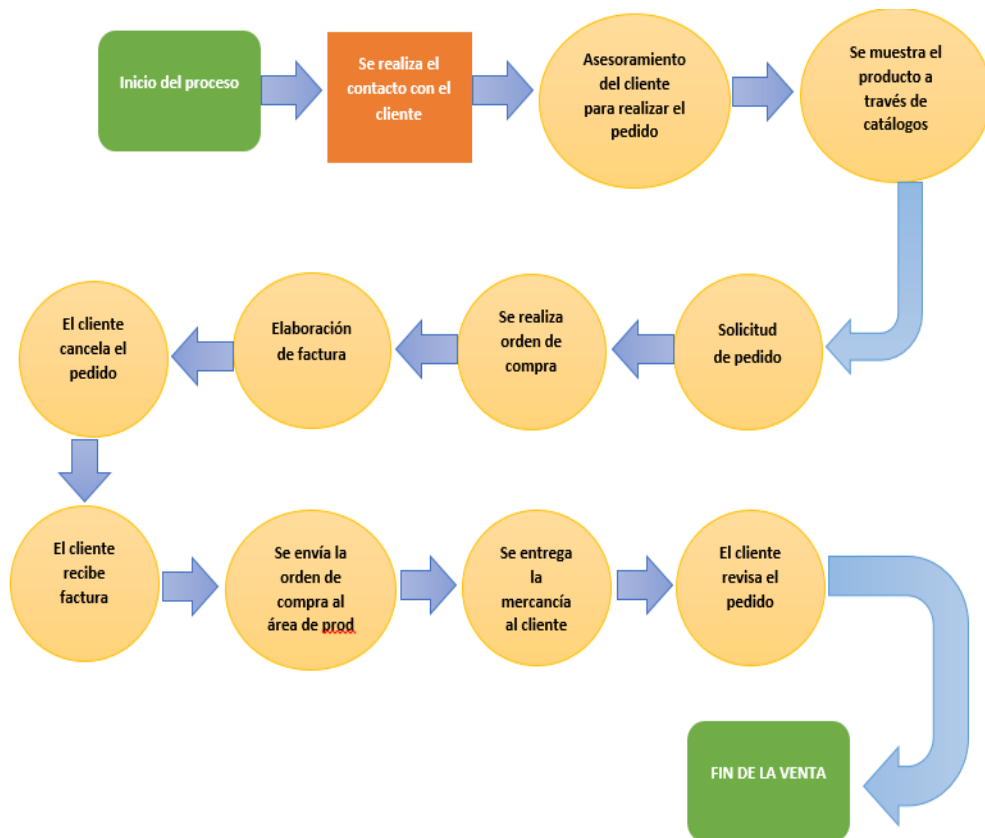 Inicio del proceso
Se realiza el
contacto con el
cliente
Asesoramiento
del cliente
para realizar el
pedido
Se muestra el
producto a
través de
catálogos
Solicitud
de pedido
Se realiza
orden de
compra
Elaboración
de factura
El cliente
cancela el
pedido
El cliente
recibe
factura
Se envía la
orden de
compra al
área de prod
Se entrega
la
mercancía
al cliente
El cliente
revisa el
pedido
FIN DE LA VENTA